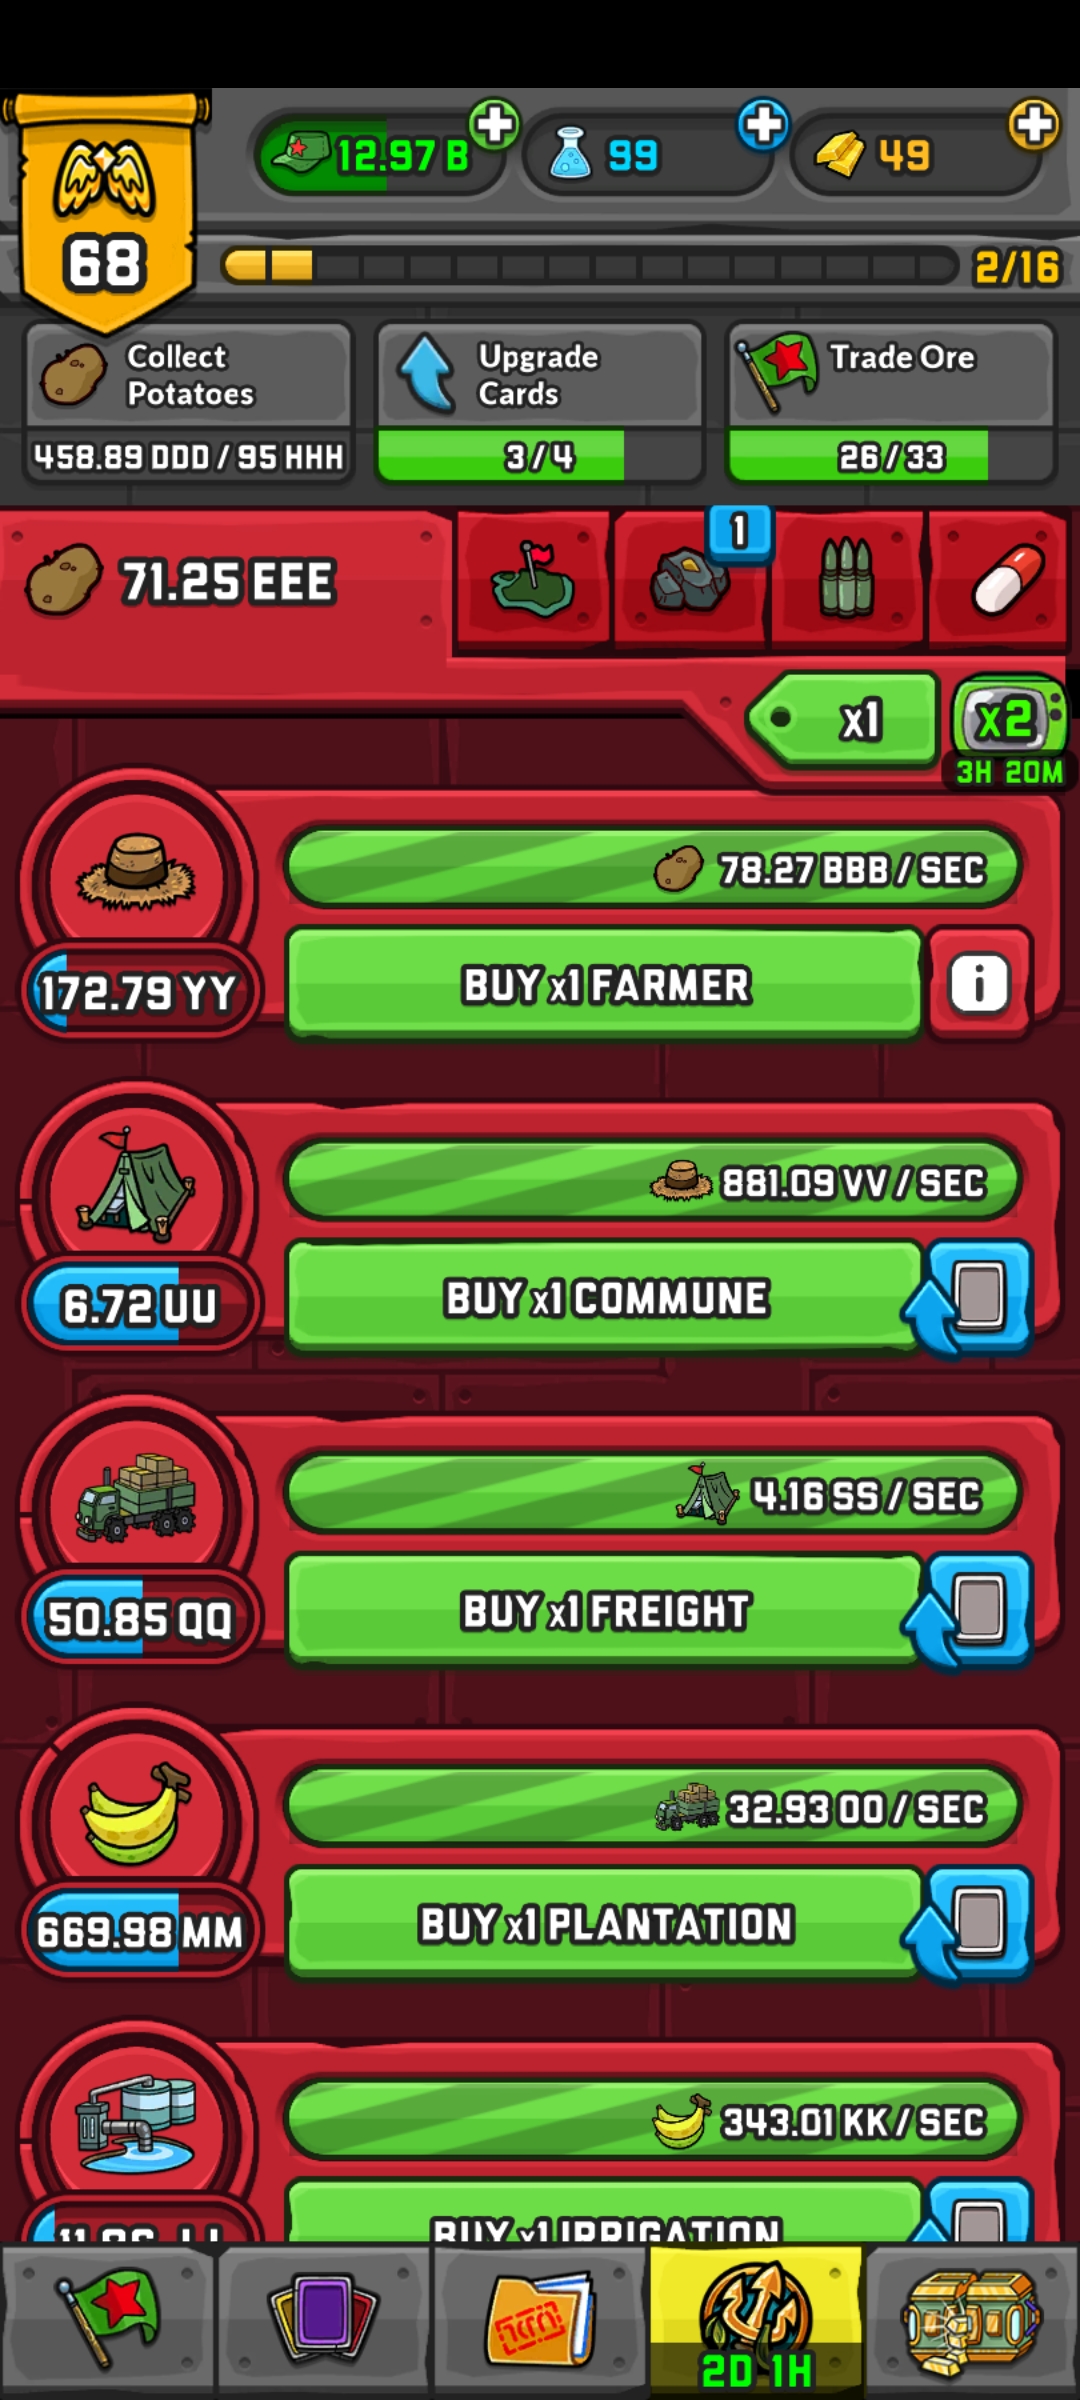 12.97 B
99
49
68
2/16
Collect
Potatoes
Upgrade
Cards
Trade Ore
458.89 DDD / 95 HHH
3/4
26/33
1
71.25 EEE
x1
x2
3H 20M
78.27 BBB / SEC
172.79 YY
BUY x1 FARMER
i
881.09 VV / SEC
6.72 UU
BUY x1 COMMUNE
4.16 SS / SEC
50.85 QQ
BUY x1 FREIGHT
32.93 OO / SEC
669.98 MM
BUY x1 PLANTATION
343.01 KK / SEC
BUY x1 IRRIGATION
2D 1H